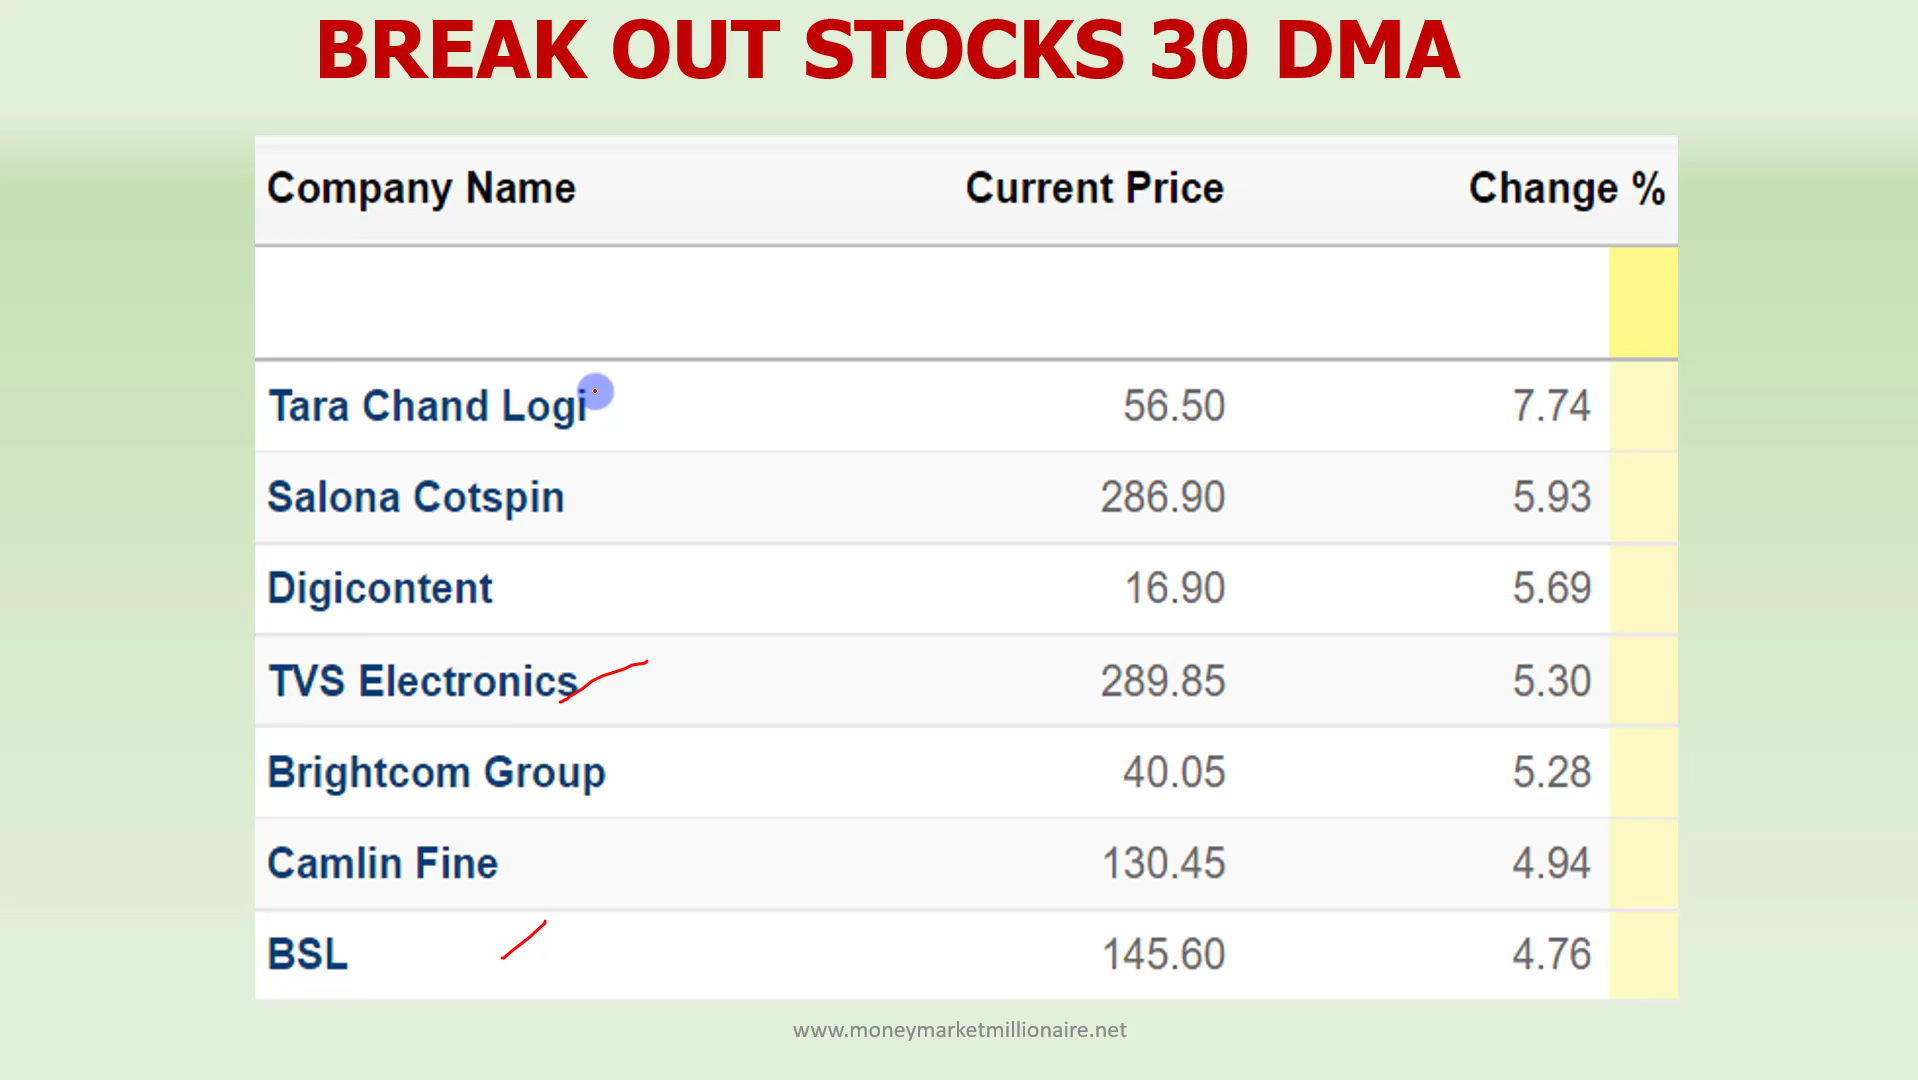 BREAK OUT STOCKS 30 DMA
Company Name Current Price Change %
Tara Chand Logi 56.50 7.74
Salona Cotspin 286.90 5.93
Digicontent 16.90 5.69
TVS Electronics 289.85 5.30
Brightcom Group 40.05 5.28
Camlin Fine 130.45 4.94
BSL 145.60 4.76
www.moneymarketmillionaire.net